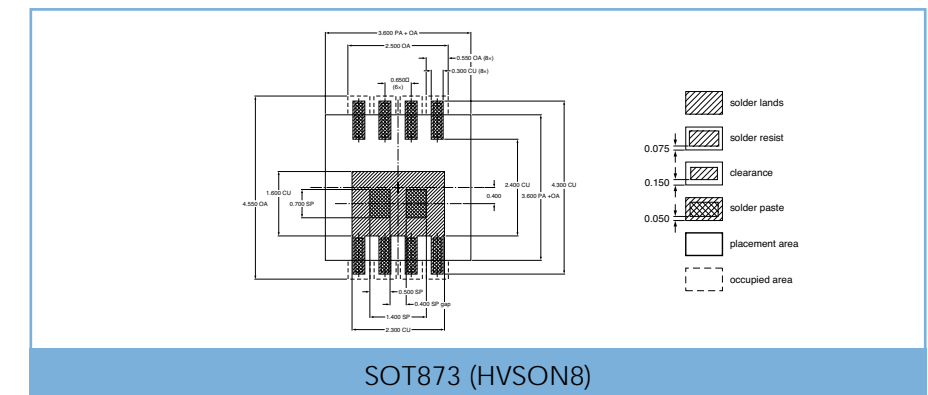 3.600 PA + OA
2.500 OA
0.550 OA (8×)
0.300 CU (8×)
0.650
(6×)
solder lands
solder resist
0.075
clearance
0.150
solder paste
0.050
placement area
occupied area
1.600 CU
4.550 OA
0.700 SP
2.400 CU
4.300 CU
0.400
3.600 PA +OA
0.500 SP
0.400 SP gap
1.400 SP
2.300 CU
SOT873 (HVSON8)